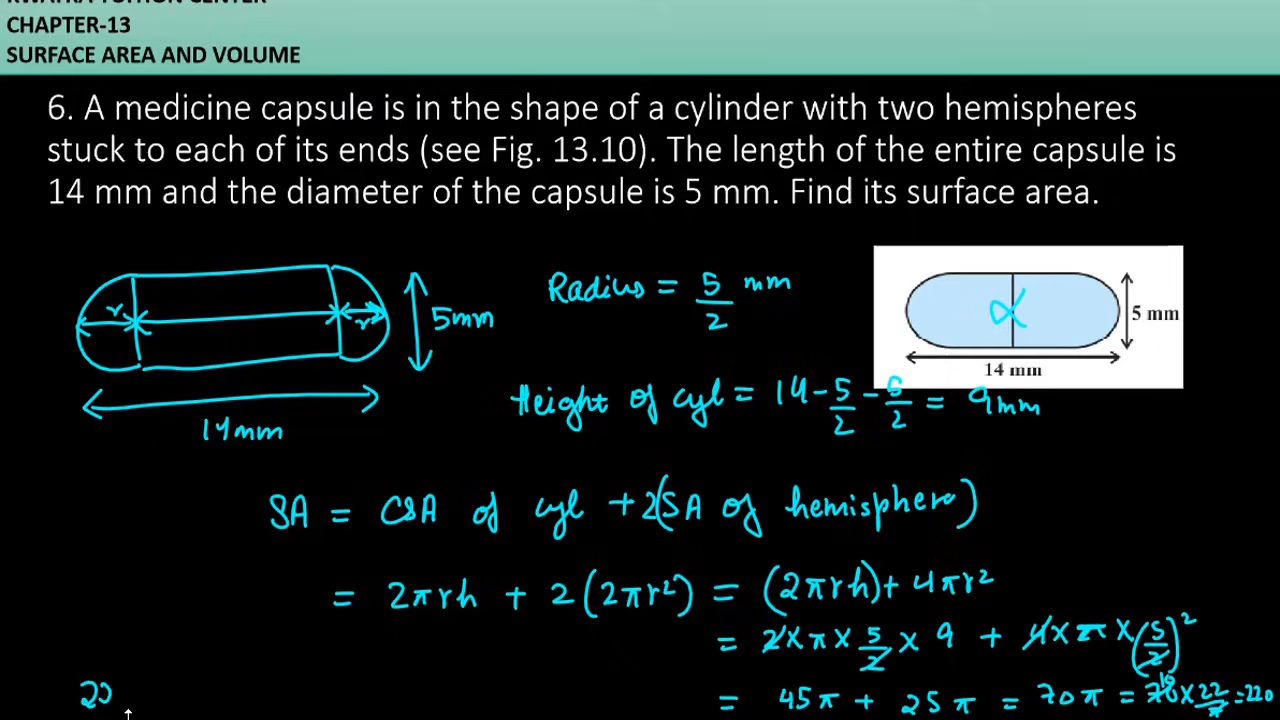 KWATRA TUITION CENTER
CHAPTER-13
SURFACE AREA AND VOLUME
6. A medicine capsule is in the shape of a cylinder with two hemispheres
stuck to each of its ends (see Fig. 13.10). The length of the entire capsule is
14 mm and the diameter of the capsule is 5 mm. Find its surface area.
r
r
5mm
14mm
Radius = 5/2 mm
α
5 mm
14 mm
Height of cyl = 14 - 5/2 - 5/2 = 9mm
SA = CSA of cyl + 2(SA of hemisphere)
= 2πrh + 2(2πr²) = (2πrh) + 4πr²
= 2 × π × 5/2 × 9 + 4 × π × (5/2)²
= 45π + 25π = 70π = 70 10 × 22/7 = 220
22